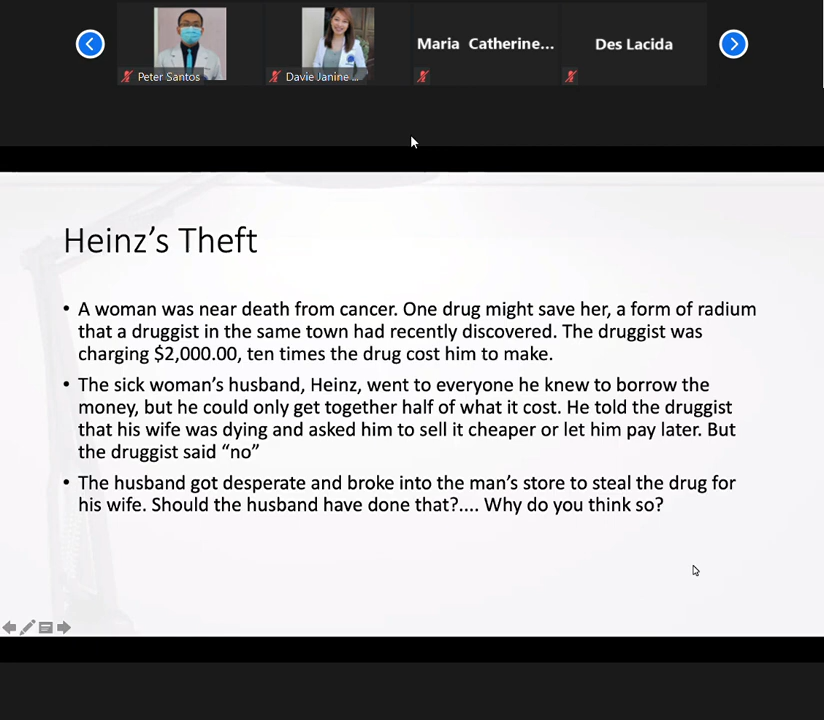 Maria Catherine...
Des Lacida
Peter Santos
Davie Janine ...
Heinz's Theft
• A woman was near death from cancer. One drug might save her, a form of radium
that a druggist in the same town had recently discovered. The druggist was
charging $2,000.00, ten times the drug cost him to make.
• The sick woman's husband, Heinz, went to everyone he knew to borrow the
money, but he could only get together half of what it cost. He told the druggist
that his wife was dying and asked him to sell it cheaper or let him pay later. But
the druggist said “no”
• The husband got desperate and broke into the man's store to steal the drug for
his wife. Should the husband have done that?.... Why do you think so?